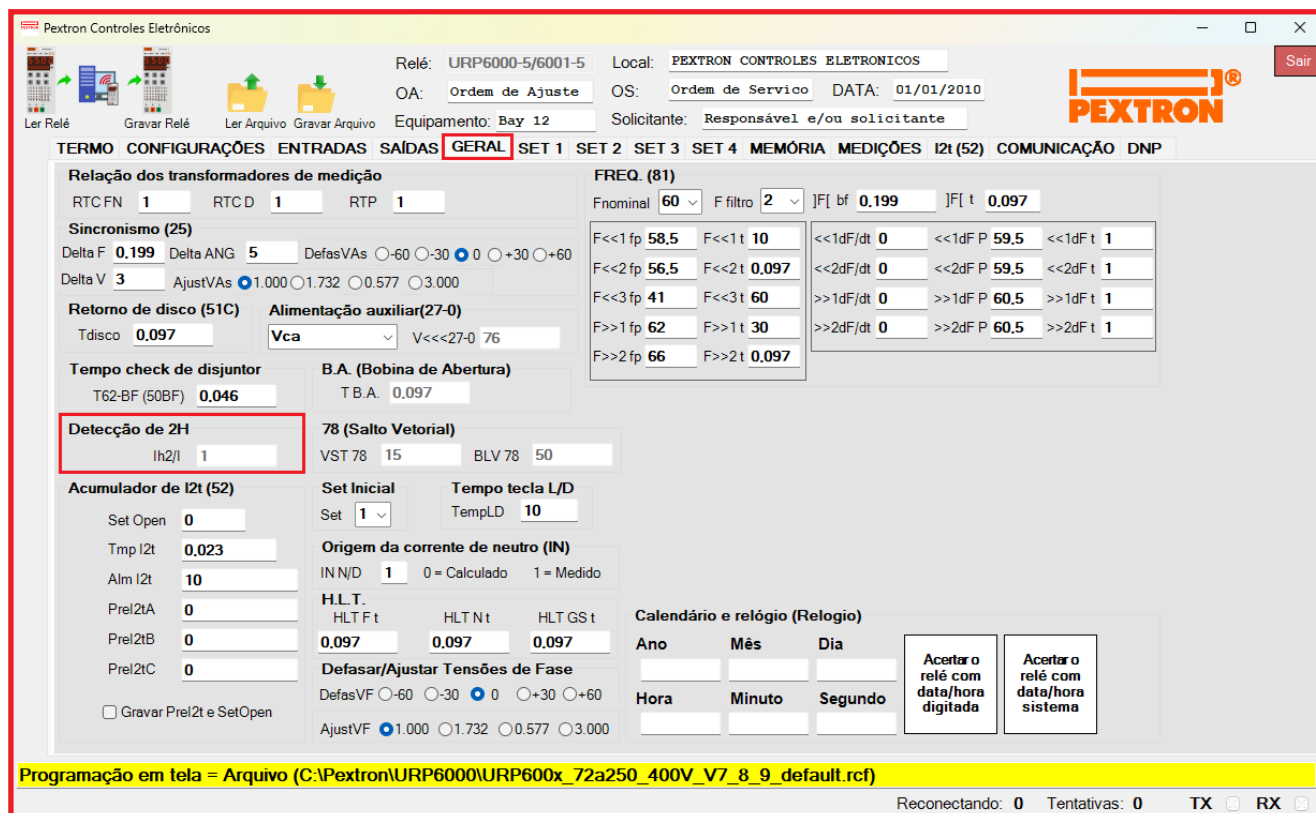 Pextron Controles Eletrônicos
Relé: URP6000-5/6001-5 Local: PEXTRON CONTROLES ELETRONICOS Sair
OA: Ordem de Ajuste OS: Ordem de Servico DATA: 01/01/2010
Equipamento: Bay 12 Solicitante: Responsável e/ou solicitante
PEXTRON®
Ler Relé Gravar Relé Ler Arquivo Gravar Arquivo
TERMO CONFIGURAÇÕES ENTRADAS SAÍDAS GERAL SET 1 SET 2 SET 3 SET 4 MEMÓRIA MEDIÇÕES I2t (52) COMUNICAÇÃO DNP
Relação dos transformadores de medição
RTC FN 1 RTC D 1 RTP 1
Sincronismo (25)
Delta F 0,199 Delta ANG 5 DefasVAs -60 -30 0 +30 +60
Delta V 3 AjustVAs 1.000 1.732 0.577 3.000
Retorno de disco (51C)
Tdisco 0,097
Alimentação auxiliar(27-0)
Vca V<<<27-0 76
Tempo check de disjuntor
T62-BF (50BF) 0,046
B.A. (Bobina de Abertura)
T B.A. 0,097
Detecção de 2H
Ih2/I 1
78 (Salto Vetorial)
VST 78 15 BLV 78 50
Acumulador de I2t (52)
Set Open 0
Tmp I2t 0,023
Alm I2t 10
PreI2tA 0
PreI2tB 0
PreI2tC 0
Gravar PreI2t e SetOpen
Set Inicial
Set 1
Tempo tecla L/D
TempLD 10
Origem da corrente de neutro (IN)
IN N/D 1 0 = Calculado 1 = Medido
H.L.T.
HLT F t HLT N t HLT GS t
0,097 0,097 0,097
Defasar/Ajustar Tensões de Fase
DefasVF -60 -30 0 +30 +60
AjustVF 1.000 1.732 0.577 3.000
FREQ. (81)
Fnominal 60 F filtro 2 ]F[ bf 0,199 ]F[ t 0,097
F<<1 fp 58,5 F<<1 t 10 <<1dF/dt 0 <<1dF P 59,5 <<1dF t 1
F<<2 fp 56,5 F<<2 t 0,097 <<2dF/dt 0 <<2dF P 59,5 <<2dF t 1
F<<3 fp 41 F<<3 t 60 >>1dF/dt 0 >>1dF P 60,5 >>1dF t 1
F>>1 fp 62 F>>1 t 30 >>2dF/dt 0 >>2dF P 60,5 >>2dF t 1
F>>2 fp 66 F>>2 t 0,097
Calendário e relógio (Relogio)
Ano Mês Dia
Hora Minuto Segundo
Acertar o
relé com
data/hora
digitada
Acertar o
relé com
data/hora
sistema
Programação em tela = Arquivo (C:\Pextron\URP6000\URP600x_72a250_400V_V7_8_9_default.rcf)
Reconectando: 0 Tentativas: 0 TX RX